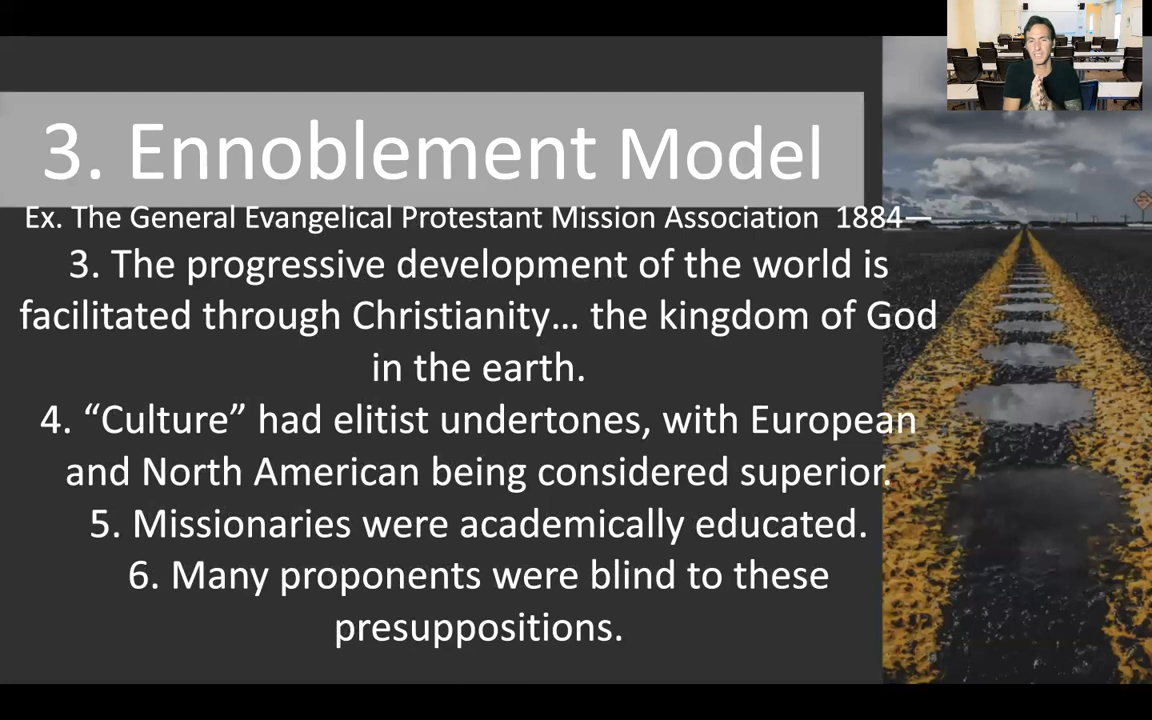 3. Ennoblement Model
Ex. The General Evangelical Protestant Mission Association 1884—
3. The progressive development of the world is
facilitated through Christianity… the kingdom of God
in the earth.
4. “Culture” had elitist undertones, with European
and North American being considered superior.
5. Missionaries were academically educated.
6. Many proponents were blind to these
presuppositions.